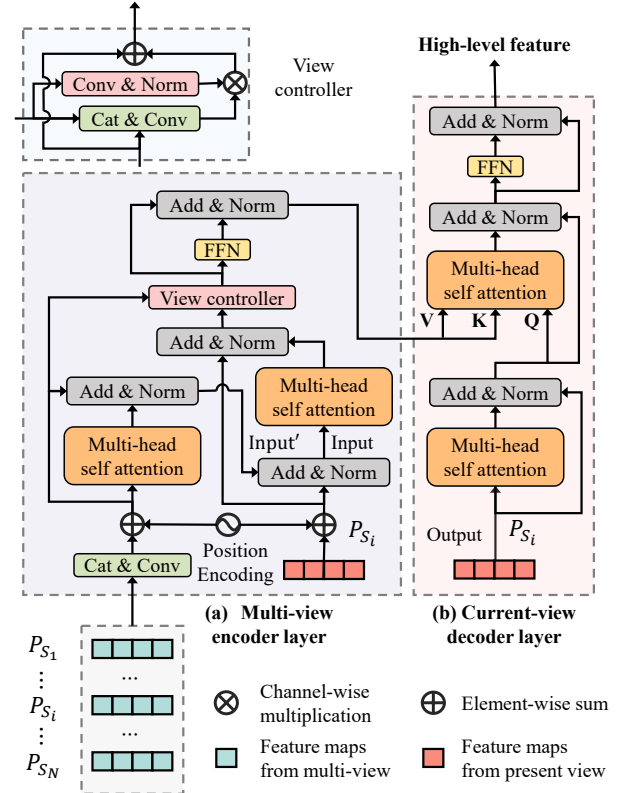 View
controller
Conv & Norm
Cat & Conv
High-level feature
Add & Norm
FFN
Add & Norm
Multi-head
self attention
V
K
Q
Add & Norm
Multi-head
self attention
Output
P_{S_i}
Add & Norm
FFN
View controller
Add & Norm
Add & Norm
Multi-head
self attention
Multi-head
self attention
Input′
Input
Add & Norm
P_{S_i}
Position
Encoding
Cat & Conv
(a) Multi-view
encoder layer
(b) Current-view
decoder layer
P_{S_1}
⋮
P_{S_i}
⋮
P_{S_N}
...
...
Channel-wise
multiplication
Element-wise sum
Feature maps
from multi-view
Feature maps
from present view